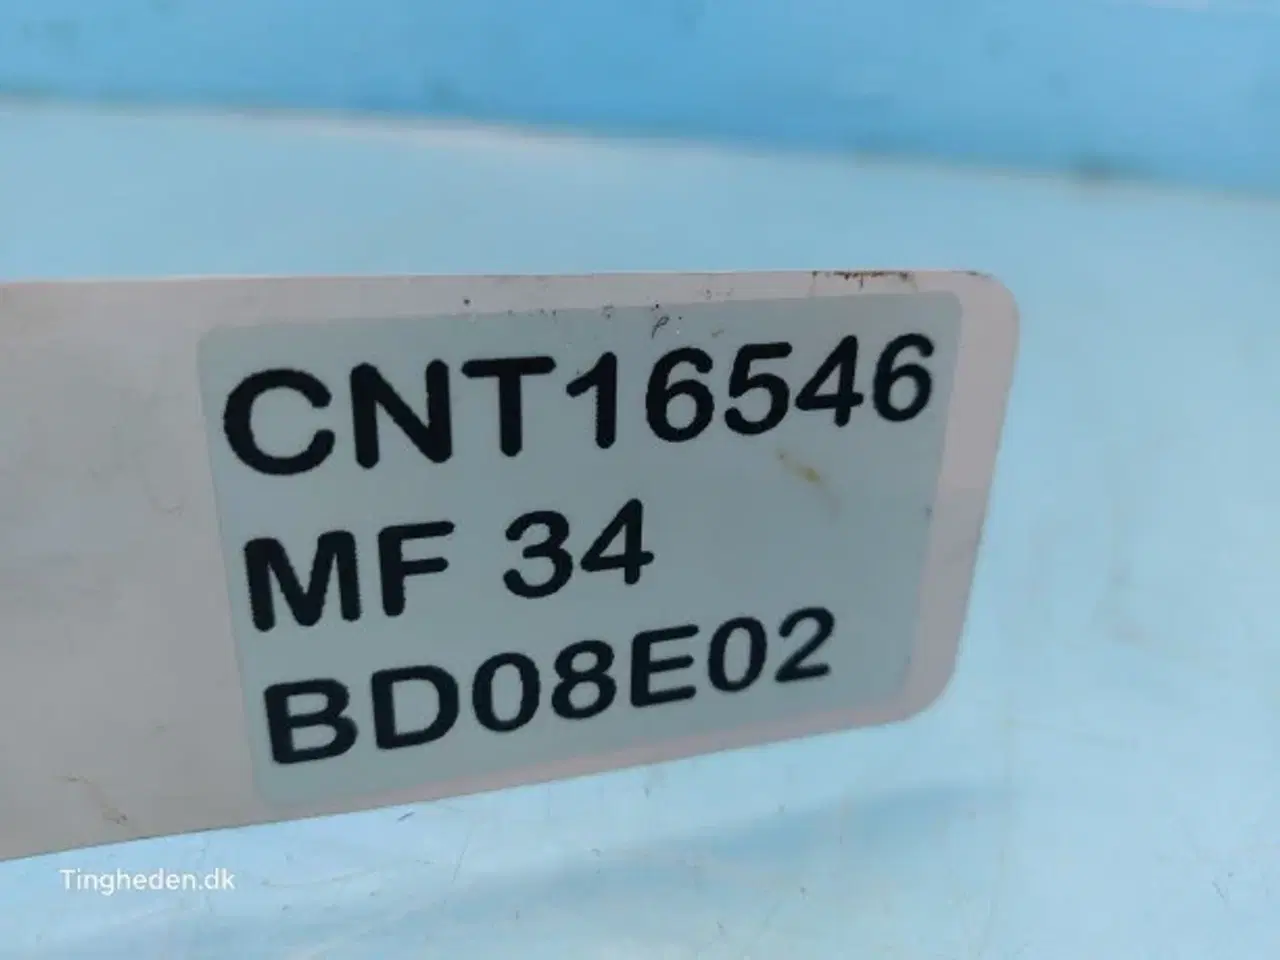 CNT16546
MF 34
BD08E02
Tingheden.dk